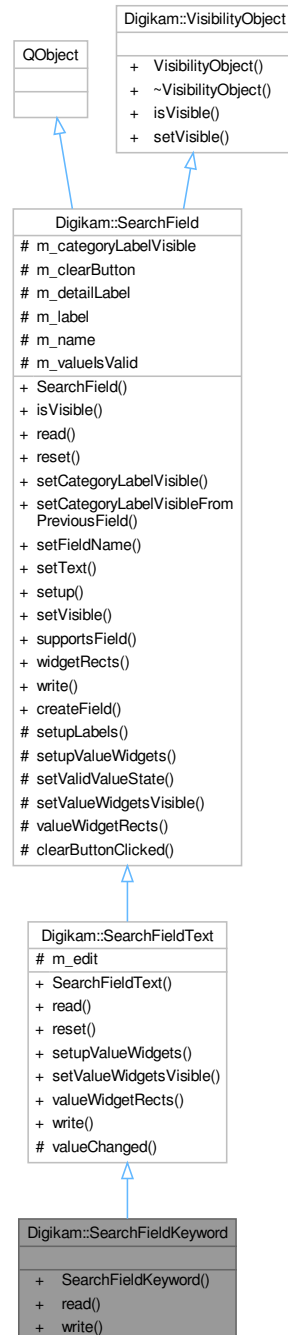 Digikam::VisibilityObject
+ VisibilityObject()
+ ~VisibilityObject()
+ isVisible()
+ setVisible()
QObject
Digikam::SearchField
# m_categoryLabelVisible
# m_clearButton
# m_detailLabel
# m_label
# m_name
# m_valueIsValid
+ SearchField()
+ isVisible()
+ read()
+ reset()
+ setCategoryLabelVisible()
+ setCategoryLabelVisibleFrom
PreviousField()
+ setFieldName()
+ setText()
+ setup()
+ setVisible()
+ supportsField()
+ widgetRects()
+ write()
+ createField()
# setupLabels()
# setupValueWidgets()
# setValidValueState()
# setValueWidgetsVisible()
# valueWidgetRects()
# clearButtonClicked()
Digikam::SearchFieldText
# m_edit
+ SearchFieldText()
+ read()
+ reset()
+ setupValueWidgets()
+ setValueWidgetsVisible()
+ valueWidgetRects()
+ write()
# valueChanged()
Digikam::SearchFieldKeyword
+ SearchFieldKeyword()
+ read()
+ write()